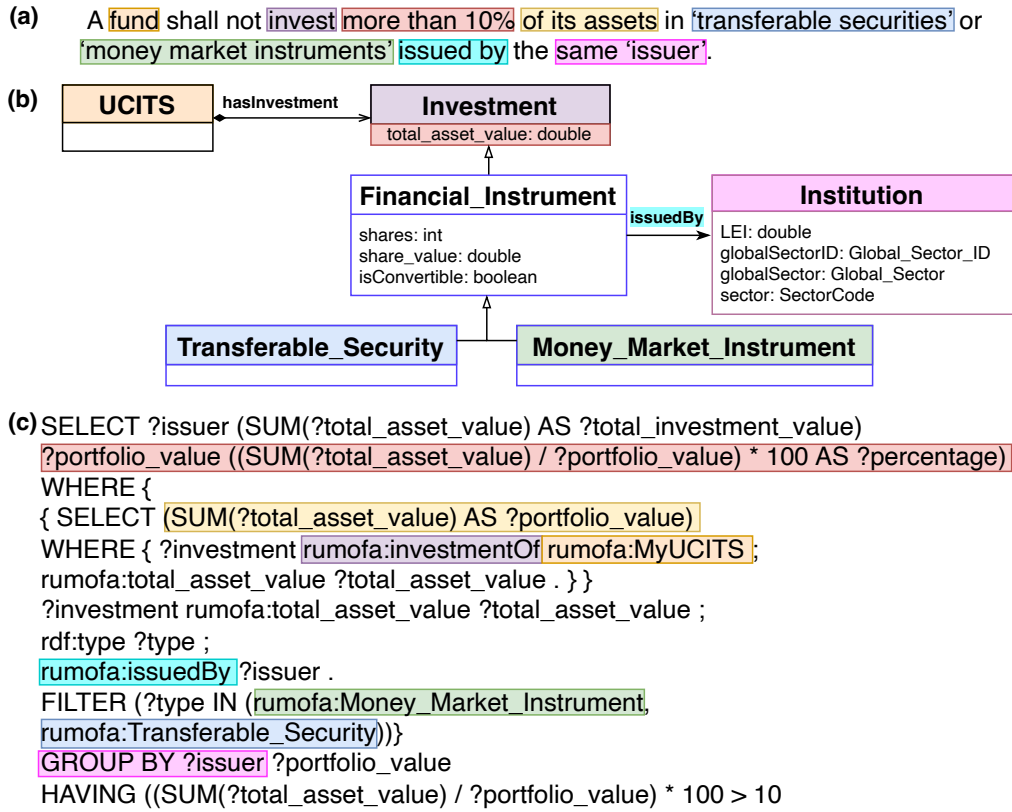 (a) A fund shall not invest more than 10% of its assets in ‘transferable securities’ or
‘money market instruments’ issued by the same ‘issuer’.
(b)
UCITS
hasInvestment
Investment
total_asset_value: double
Financial_Instrument
shares: int
share_value: double
isConvertible: boolean
issuedBy
Institution
LEI: double
globalSectorID: Global_Sector_ID
globalSector: Global_Sector
sector: SectorCode
Transferable_Security
Money_Market_Instrument
(c) SELECT ?issuer (SUM(?total_asset_value) AS ?total_investment_value)
?portfolio_value ((SUM(?total_asset_value) / ?portfolio_value) * 100 AS ?percentage)
WHERE {
{ SELECT (SUM(?total_asset_value) AS ?portfolio_value)
WHERE { ?investment rumofa:investmentOf rumofa:MyUCITS ;
rumofa:total_asset_value ?total_asset_value . } }
?investment rumofa:total_asset_value ?total_asset_value ;
rdf:type ?type ;
rumofa:issuedBy ?issuer .
FILTER (?type IN (rumofa:Money_Market_Instrument,
rumofa:Transferable_Security))}
GROUP BY ?issuer ?portfolio_value
HAVING ((SUM(?total_asset_value) / ?portfolio_value) * 100 > 10